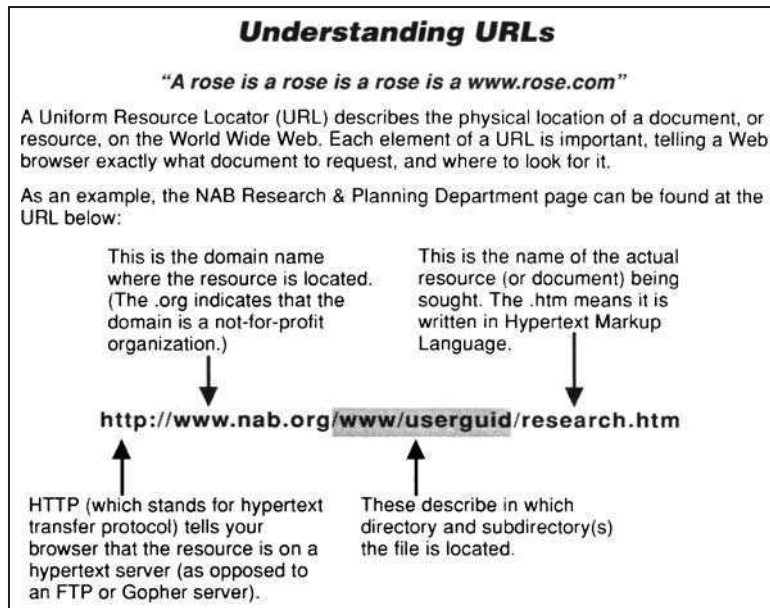 Understanding URLs
"A rose is a rose is a rose is a www.rose.com"
A Uniform Resource Locator (URL) describes the physical location of a document, or
resource, on the World Wide Web. Each element of a URL is important, telling a Web
browser exactly what document to request, and where to look for it.
As an example, the NAB Research & Planning Department page can be found at the
URL below:
This is the domain name
where the resource is located.
(The .org indicates that the
domain is a not-for-profit
organization.)
This is the name of the actual
resource (or document) being
sought. The .htm means it is
written in Hypertext Markup
Language.
http://www.nab.org/www/userguid/research.htm
HTTP (which stands for hypertext
transfer protocol) tells your
browser that the resource is on a
hypertext server (as opposed to
an FTP or Gopher server).
These describe in which
directory and subdirectory(s)
the file is located.